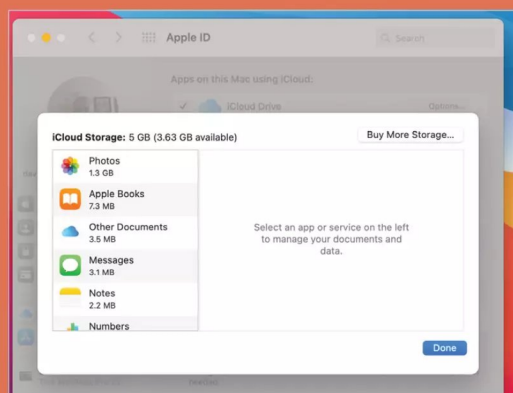 Apple ID
Search
Apps on this Mac using iCloud:
iCloud Drive
Options...
iCloud Storage: 5 GB (3.63 GB available)
Buy More Storage...
Photos
1.3 GB
Apple Books
7.3 MB
Other Documents
3.5 MB
Messages
3.1 MB
Notes
2.2 MB
Numbers
Select an app or service on the left
to manage your documents and
data.
Done